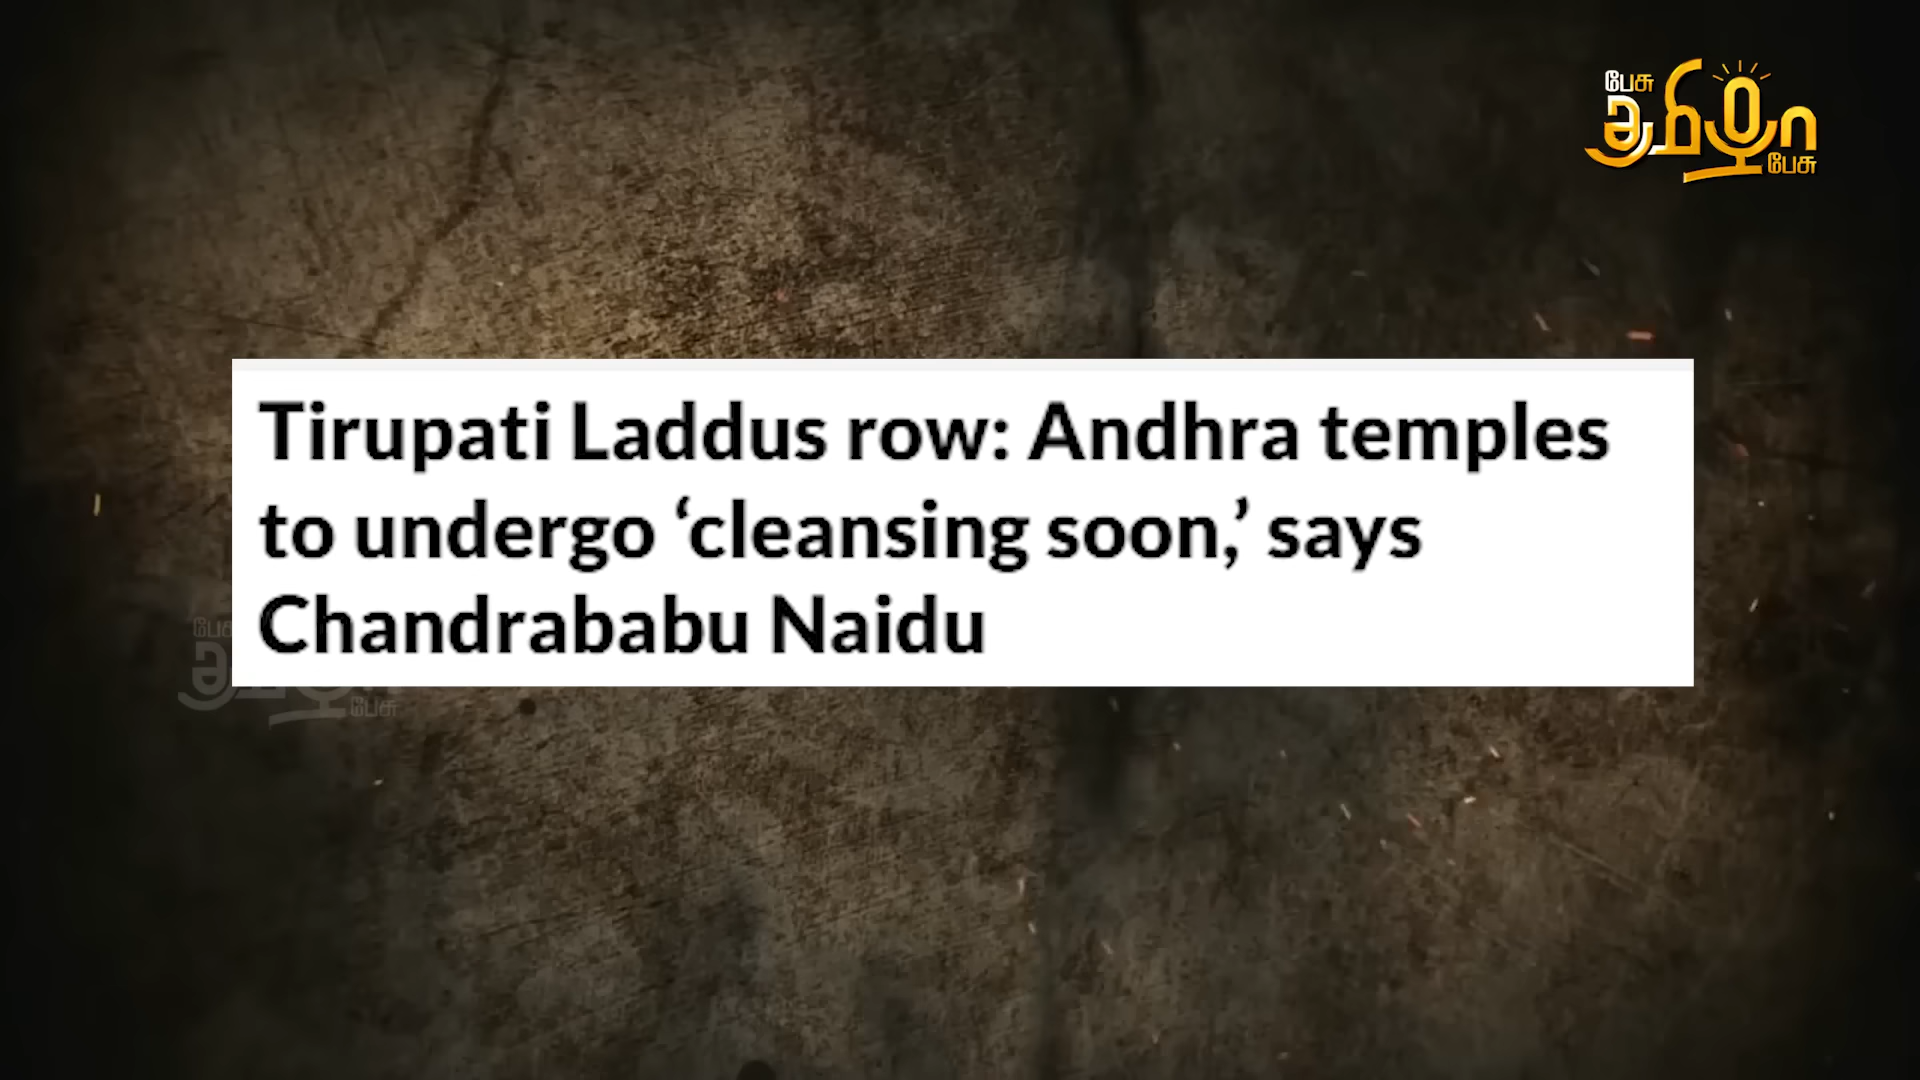 பேசு
தமிழா
பேசு
Tirupati Laddus row: Andhra temples
to undergo ‘cleansing soon,’ says
Chandrababu Naidu
பேசு